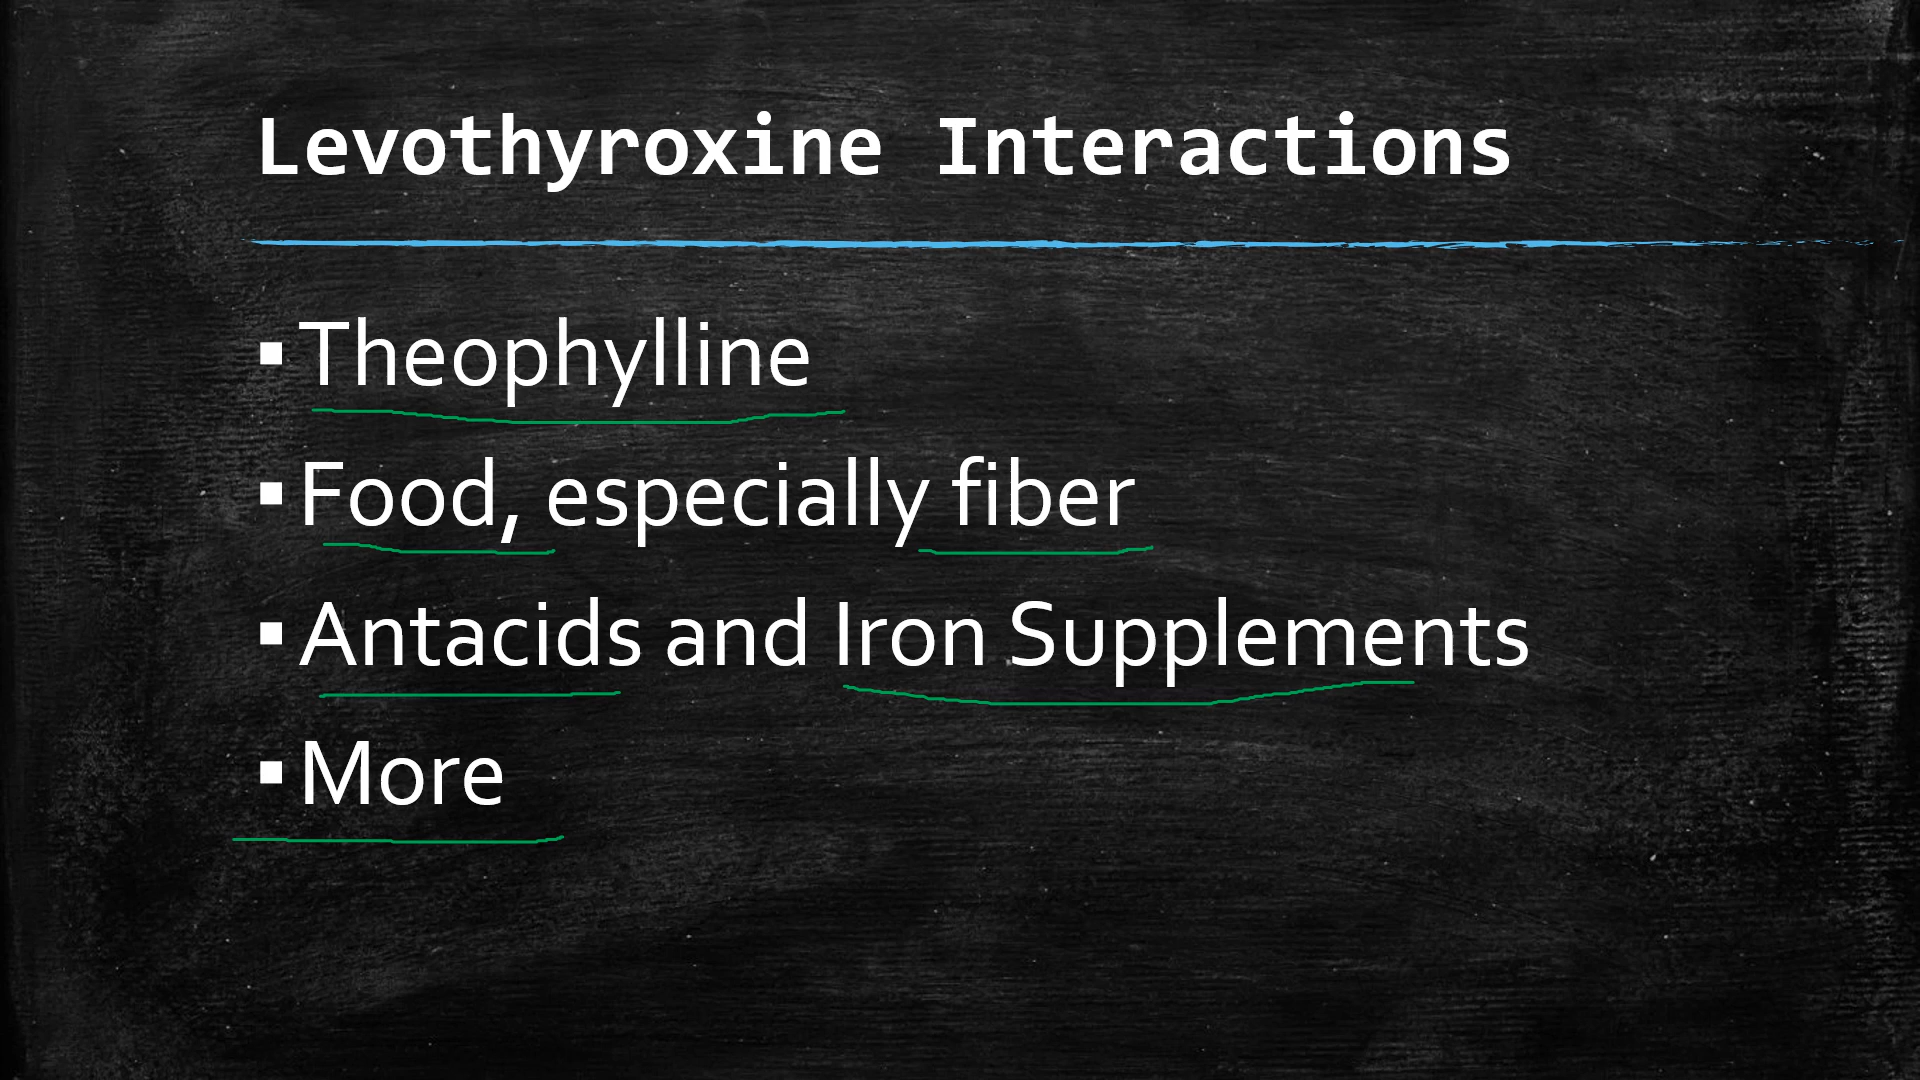 Levothyroxine Interactions
▪ Theophylline
▪ Food, especially fiber
▪ Antacids and Iron Supplements
▪ More